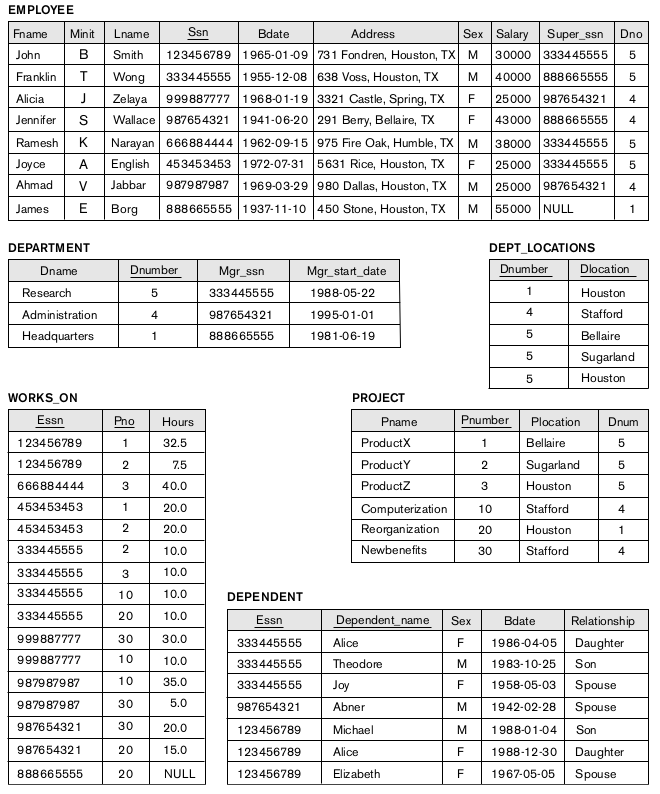 EMPLOYEE
Fname Minit Lname Ssn Bdate Address Sex Salary Super_ssn Dno
John B Smith 123456789 1965-01-09 731 Fondren, Houston, TX M 30000 333445555 5
Franklin T Wong 333445555 1955-12-08 638 Voss, Houston, TX M 40000 888665555 5
Alicia J Zelaya 999887777 1968-01-19 3321 Castle, Spring, TX F 25000 987654321 4
Jennifer S Wallace 987654321 1941-06-20 291 Berry, Bellaire, TX F 43000 888665555 4
Ramesh K Narayan 666884444 1962-09-15 975 Fire Oak, Humble, TX M 38000 333445555 5
Joyce A English 453453453 1972-07-31 5631 Rice, Houston, TX F 25000 333445555 5
Ahmad V Jabbar 987987987 1969-03-29 980 Dallas, Houston, TX M 25000 987654321 4
James E Borg 888665555 1937-11-10 450 Stone, Houston, TX M 55000 NULL 1
DEPARTMENT
Dname Dnumber Mgr_ssn Mgr_start_date
Research 5 333445555 1988-05-22
Administration 4 987654321 1995-01-01
Headquarters 1 888665555 1981-06-19
DEPT_LOCATIONS
Dnumber Dlocation
1 Houston
4 Stafford
5 Bellaire
5 Sugarland
5 Houston
WORKS_ON
Essn Pno Hours
123456789 1 32.5
123456789 2 7.5
666884444 3 40.0
453453453 1 20.0
453453453 2 20.0
333445555 2 10.0
333445555 3 10.0
333445555 10 10.0
333445555 20 10.0
999887777 30 30.0
999887777 10 10.0
987987987 10 35.0
987987987 30 5.0
987654321 30 20.0
987654321 20 15.0
888665555 20 NULL
PROJECT
Pname Pnumber Plocation Dnum
ProductX 1 Bellaire 5
ProductY 2 Sugarland 5
ProductZ 3 Houston 5
Computerization 10 Stafford 4
Reorganization 20 Houston 1
Newbenefits 30 Stafford 4
DEPENDENT
Essn Dependent_name Sex Bdate Relationship
333445555 Alice F 1986-04-05 Daughter
333445555 Theodore M 1983-10-25 Son
333445555 Joy F 1958-05-03 Spouse
987654321 Abner M 1942-02-28 Spouse
123456789 Michael M 1988-01-04 Son
123456789 Alice F 1988-12-30 Daughter
123456789 Elizabeth F 1967-05-05 Spouse